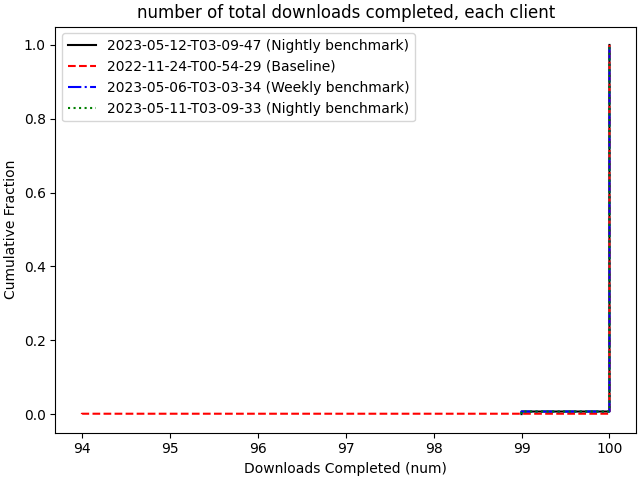 number of total downloads completed, each client
2023-05-12-T03-09-47 (Nightly benchmark)
2022-11-24-T00-54-29 (Baseline)
2023-05-06-T03-03-34 (Weekly benchmark)
2023-05-11-T03-09-33 (Nightly benchmark)
Cumulative Fraction
1.0
0.8
0.6
0.4
0.2
0.0
94 95 96 97 98 99 100
Downloads Completed (num)